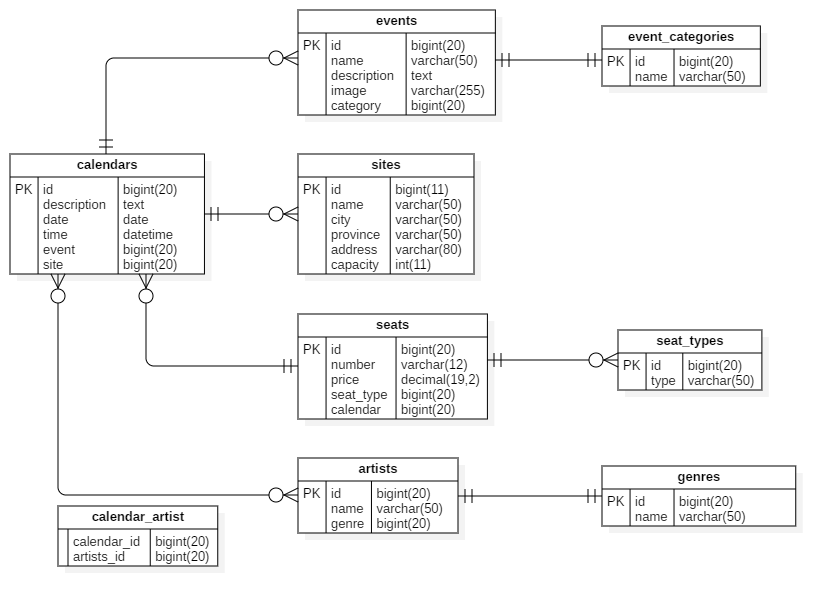 events
PK id bigint(20)
name varchar(50)
description text
image varchar(255)
category bigint(20)
event_categories
PK id bigint(20)
name varchar(50)
calendars
PK id bigint(20)
description text
date date
time datetime
event bigint(20)
site bigint(20)
sites
PK id bigint(11)
name varchar(50)
city varchar(50)
province varchar(50)
address varchar(80)
capacity int(11)
seats
PK id bigint(20)
number varchar(12)
price decimal(19,2)
seat_type bigint(20)
calendar bigint(20)
seat_types
PK id bigint(20)
type varchar(50)
artists
PK id bigint(20)
name varchar(50)
genre bigint(20)
genres
PK id bigint(20)
name varchar(50)
calendar_artist
calendar_id bigint(20)
artists_id bigint(20)